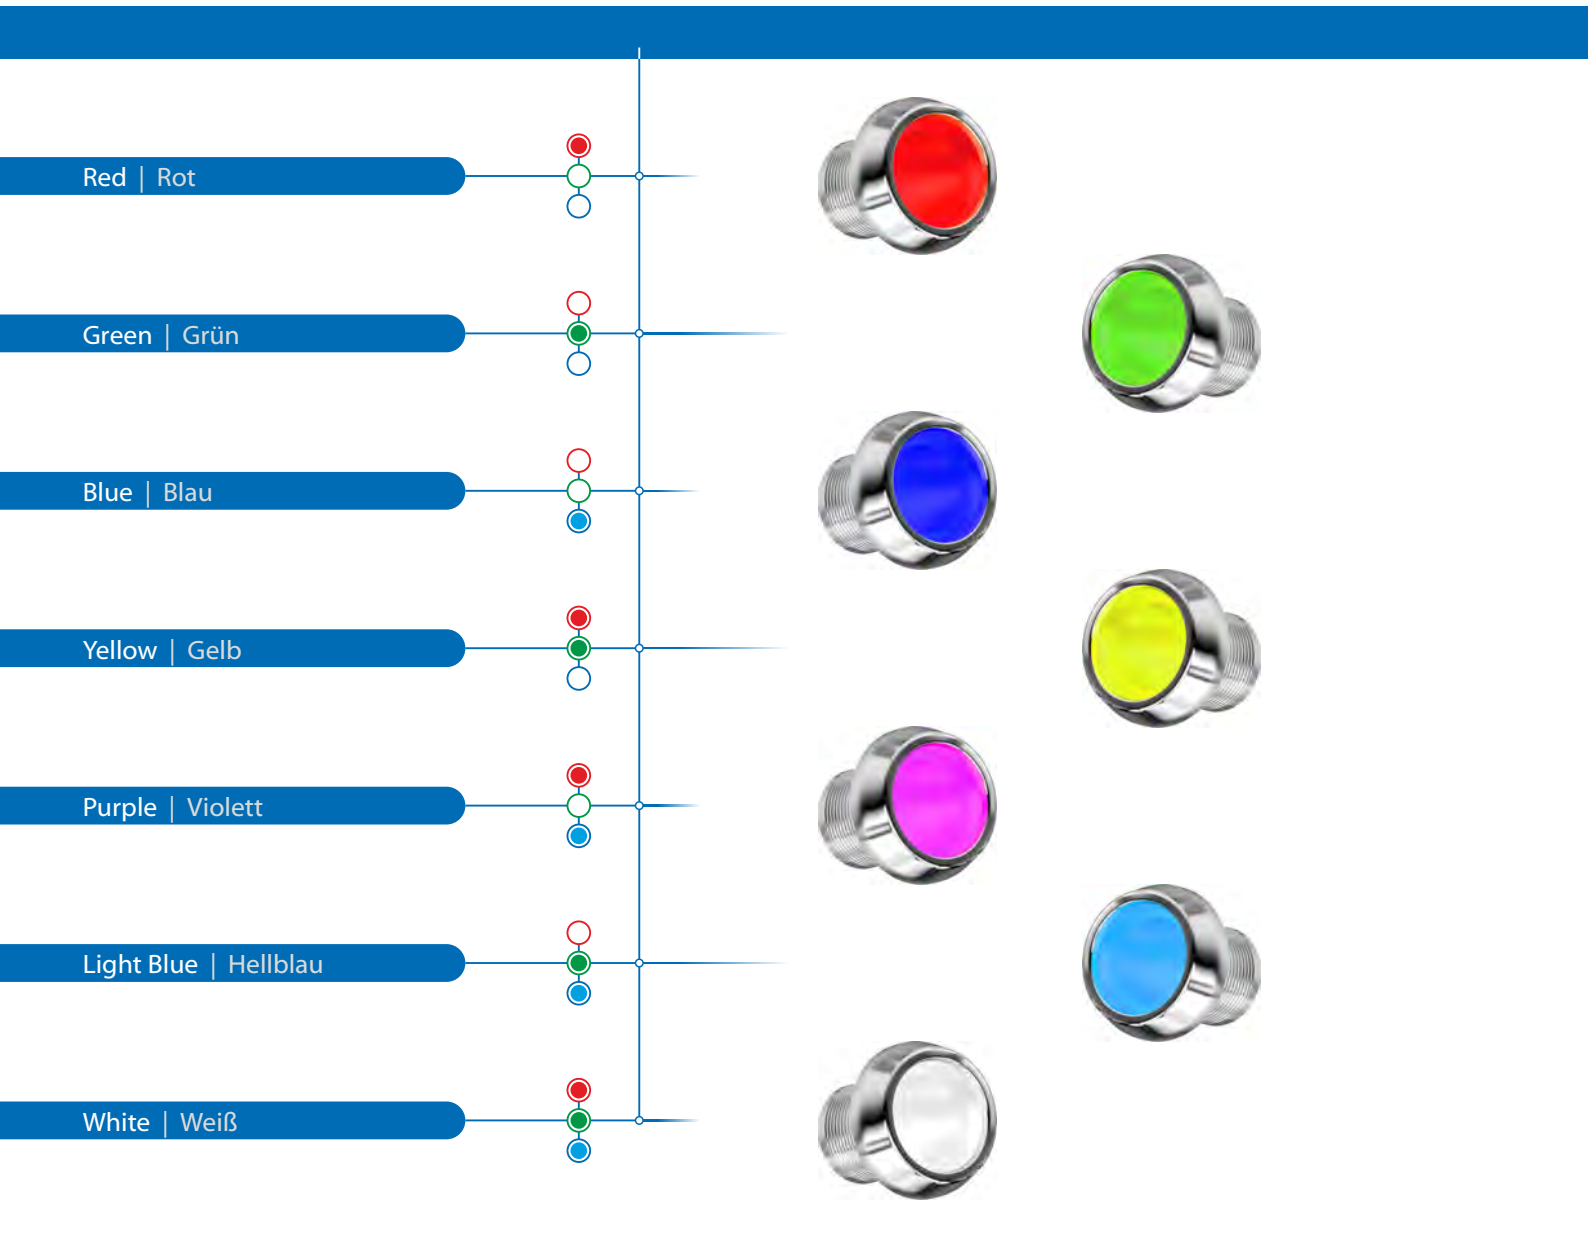 Red | Rot
Green | Grün
Blue | Blau
Yellow | Gelb
Purple | Violett
Light Blue | Hellblau
White | Weiß